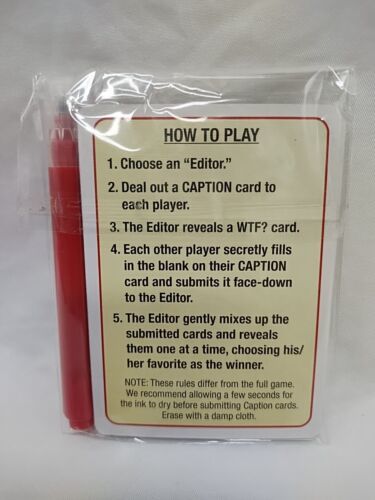 HOW TO PLAY
1. Choose an “Editor.”
2. Deal out a CAPTION card to
each player.
3. The Editor reveals a WTF? card.
4. Each other player secretly fills
in the blank on their CAPTION
card and submits it face-down
to the Editor.
5. The Editor gently mixes up the
submitted cards and reveals
them one at a time, choosing his/
her favorite as the winner.
NOTE: These rules differ from the full game.
We recommend allowing a few seconds for
the ink to dry before submitting Caption cards.
Erase with a damp cloth.